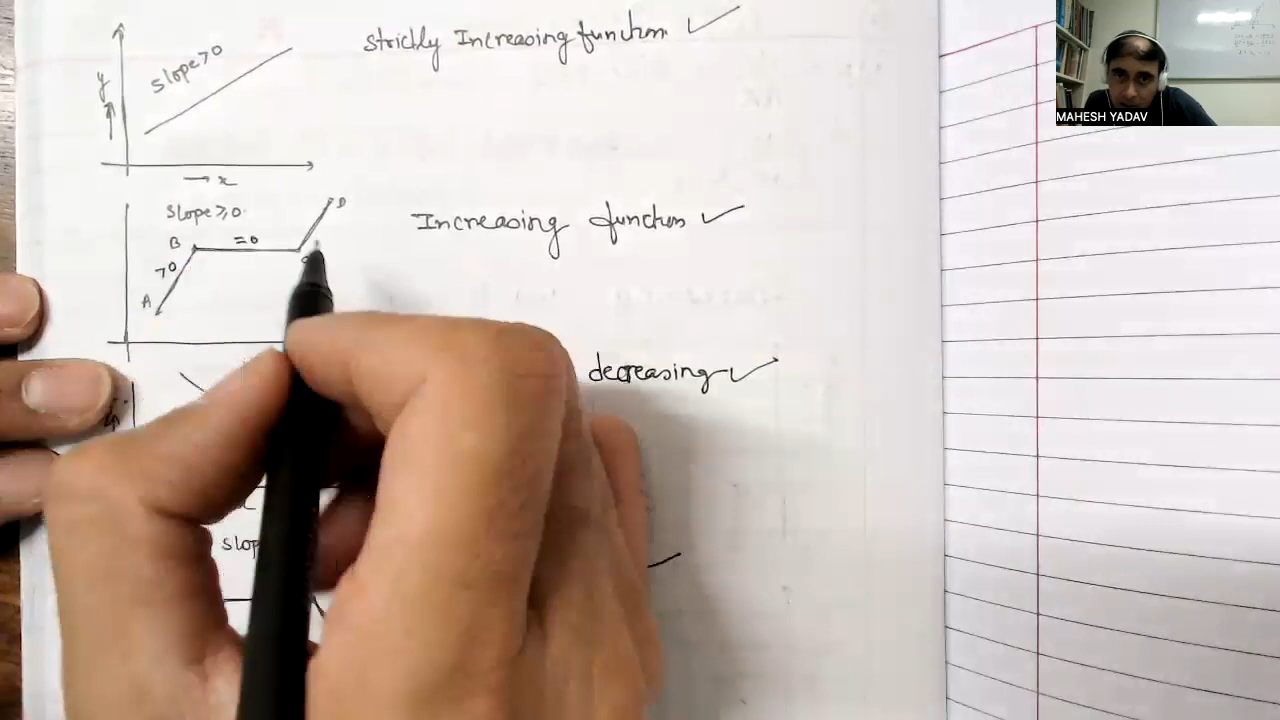 MAHESH YADAV
strictly Increasing function ✓
slope>0
y
→ x
slope≥0
Increasing function ✓
B
=0
D
>0
A
decreasing ✓